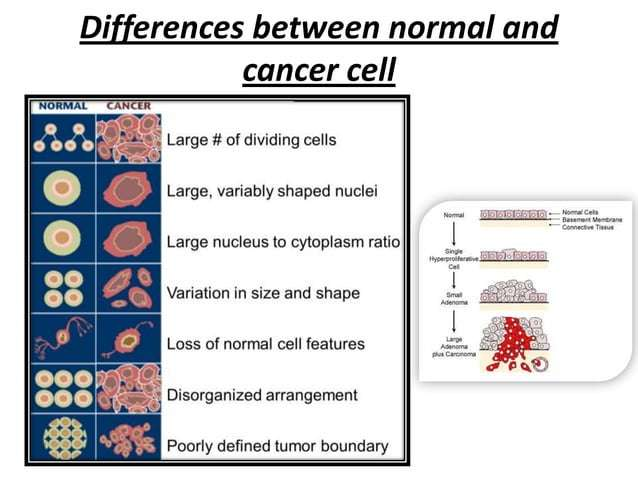 Differences between normal and
cancer cell
NORMAL CANCER
Large # of dividing cells
Large, variably shaped nuclei
Large nucleus to cytoplasm ratio
Variation in size and shape
Loss of normal cell features
Disorganized arrangement
Poorly defined tumor boundary
Normal
Normal Cells
Basement Membrane
Connective Tissue
Single
Hyperproliferative
Cell
Small
Adenoma
Large
Adenoma
plus Carcinoma